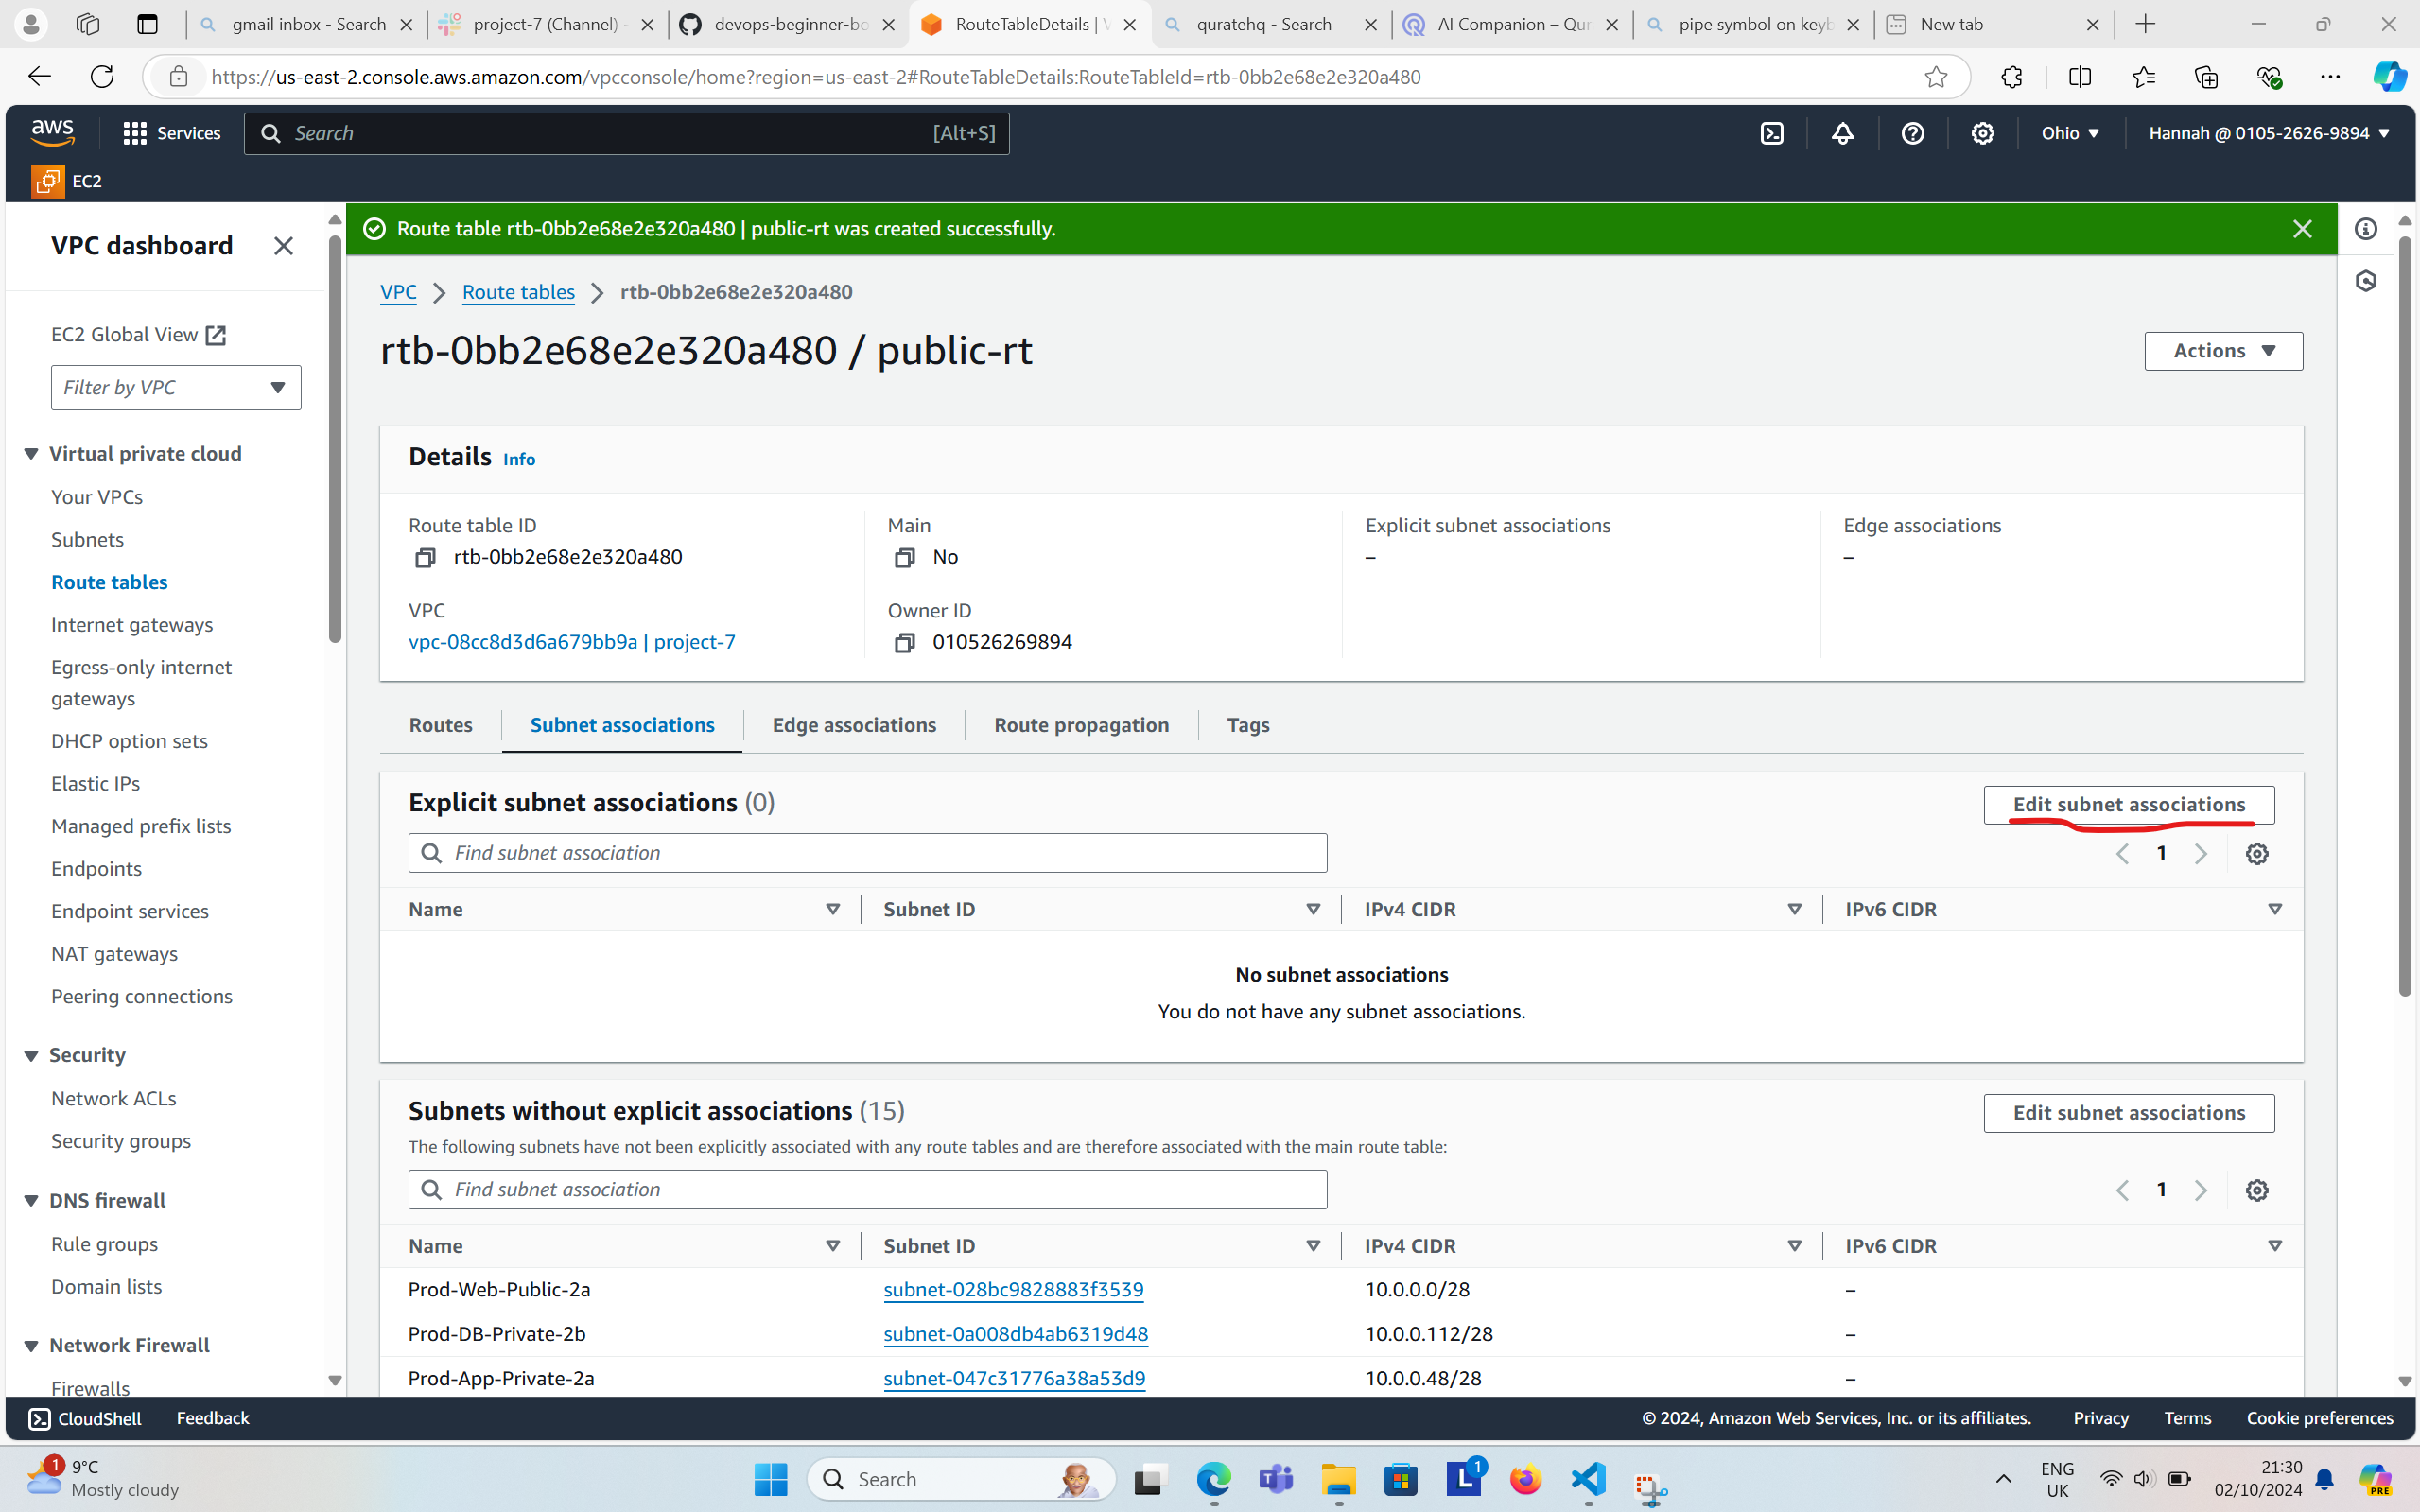 gmail inbox - Search
project-7 (Channel) -
devops-beginner-bo
RouteTableDetails | V
quratehq - Search
AI Companion – Qur
pipe symbol on keyb
New tab
https://us-east-2.console.aws.amazon.com/vpcconsole/home?region=us-east-2#RouteTableDetails:RouteTableId=rtb-0bb2e68e2e320a480
aws
Services
Search
[Alt+S]
Ohio
Hannah @ 0105-2626-9894
EC2
VPC dashboard
EC2 Global View
Filter by VPC
Virtual private cloud
Your VPCs
Subnets
Route tables
Internet gateways
Egress-only internet
gateways
DHCP option sets
Elastic IPs
Managed prefix lists
Endpoints
Endpoint services
NAT gateways
Peering connections
Security
Network ACLs
Security groups
DNS firewall
Rule groups
Domain lists
Network Firewall
Firewalls
Route table rtb-0bb2e68e2e320a480 | public-rt was created successfully.
VPC
Route tables
rtb-0bb2e68e2e320a480
rtb-0bb2e68e2e320a480 / public-rt
Actions
Details Info
Route table ID
rtb-0bb2e68e2e320a480
Main
No
Explicit subnet associations
–
Edge associations
–
VPC
vpc-08cc8d3d6a679bb9a | project-7
Owner ID
010526269894
Routes
Subnet associations
Edge associations
Route propagation
Tags
Explicit subnet associations (0)
Edit subnet associations
Find subnet association
1
Name
Subnet ID
IPv4 CIDR
IPv6 CIDR
No subnet associations
You do not have any subnet associations.
Subnets without explicit associations (15)
Edit subnet associations
The following subnets have not been explicitly associated with any route tables and are therefore associated with the main route table:
Find subnet association
1
Name
Subnet ID
IPv4 CIDR
IPv6 CIDR
Prod-Web-Public-2a
subnet-028bc9828883f3539
10.0.0.0/28
–
Prod-DB-Private-2b
subnet-0a008db4ab6319d48
10.0.0.112/28
–
Prod-App-Private-2a
subnet-047c31776a38a53d9
10.0.0.48/28
–
CloudShell
Feedback
© 2024, Amazon Web Services, Inc. or its affiliates.
Privacy
Terms
Cookie preferences
1
9°C
Mostly cloudy
Search
L
1
ENG
UK
21:30
02/10/2024
PRE